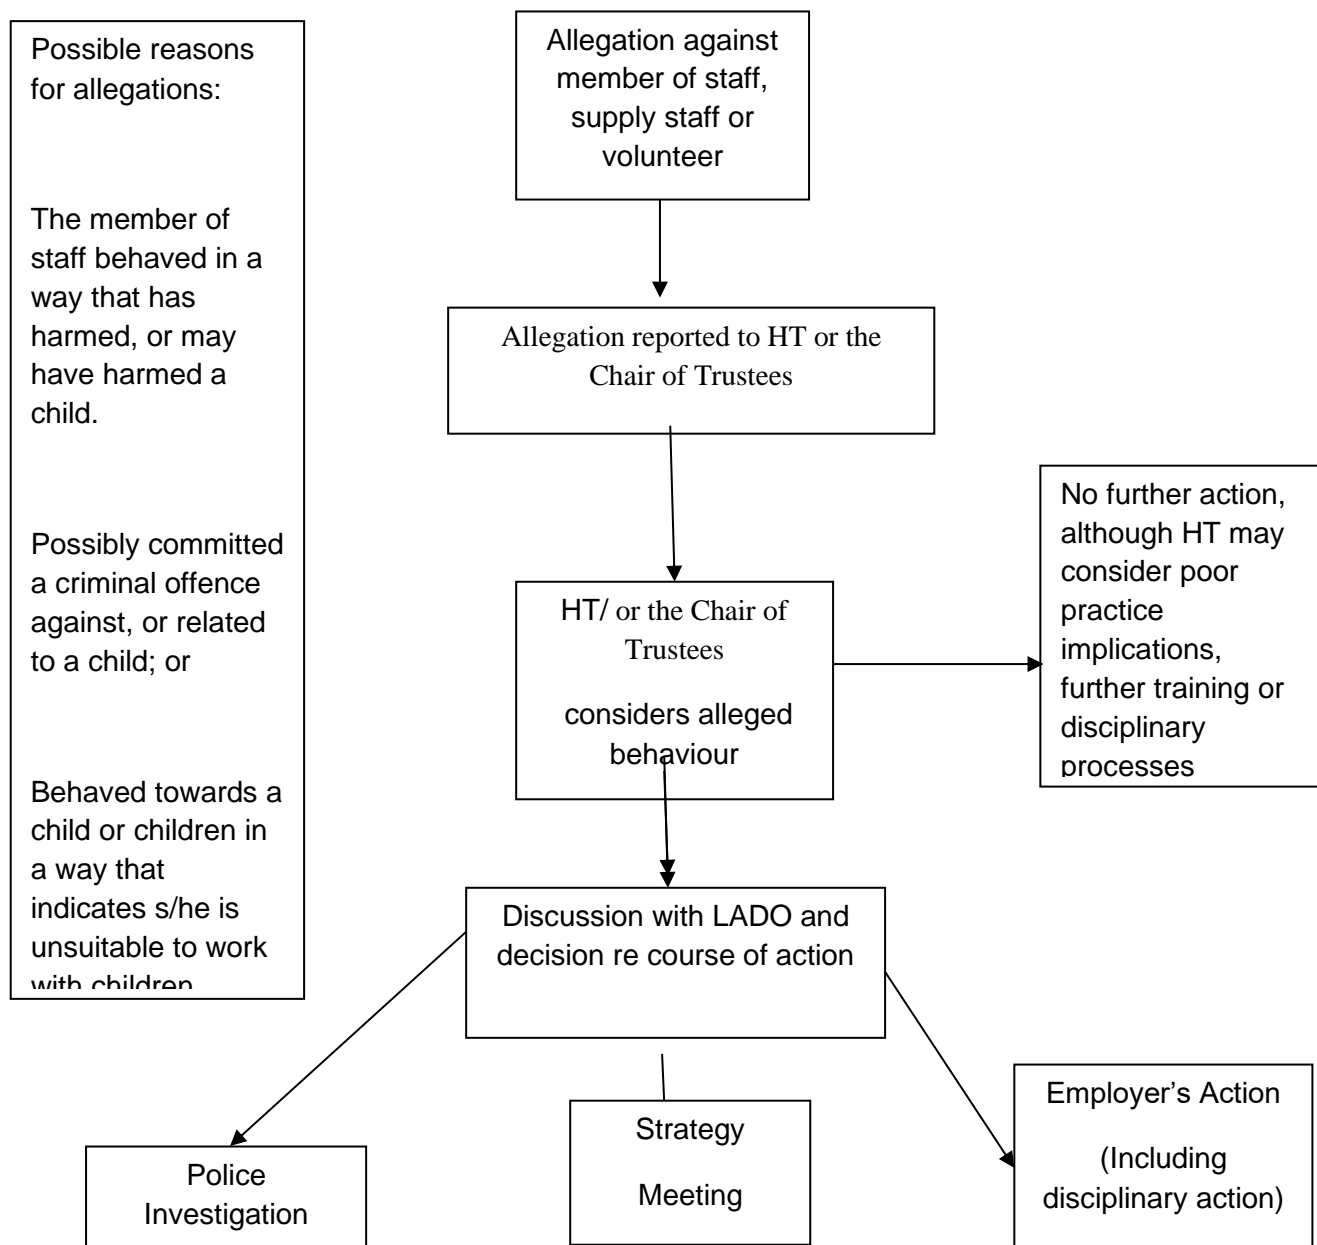 Possible reasons
for allegations:
The member of
staff behaved in a
way that has
harmed, or may
have harmed a
child.
Possibly committed
a criminal offence
against, or related
to a child; or
Behaved towards a
child or children in
a way that
indicates s/he is
unsuitable to work
with children
Allegation against
member of staff,
supply staff or
volunteer
Allegation reported to HT or the
Chair of Trustees
HT/ or the Chair of
Trustees
considers alleged
behaviour
No further action,
although HT may
consider poor
practice
implications,
further training or
disciplinary
processes
Discussion with LADO and
decision re course of action
Police
Investigation
Strategy
Meeting
Employer’s Action
(Including
disciplinary action)